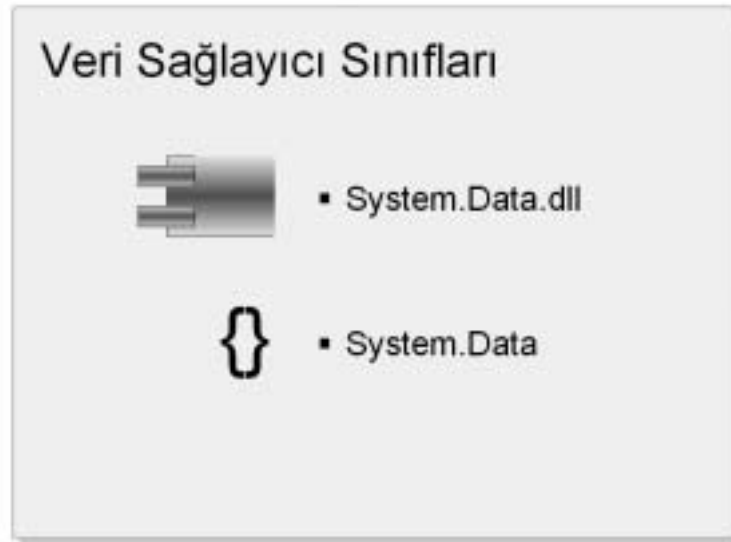 Veri Sağlayıcı Sınıfları
▪ System.Data.dll
{} ▪ System.Data